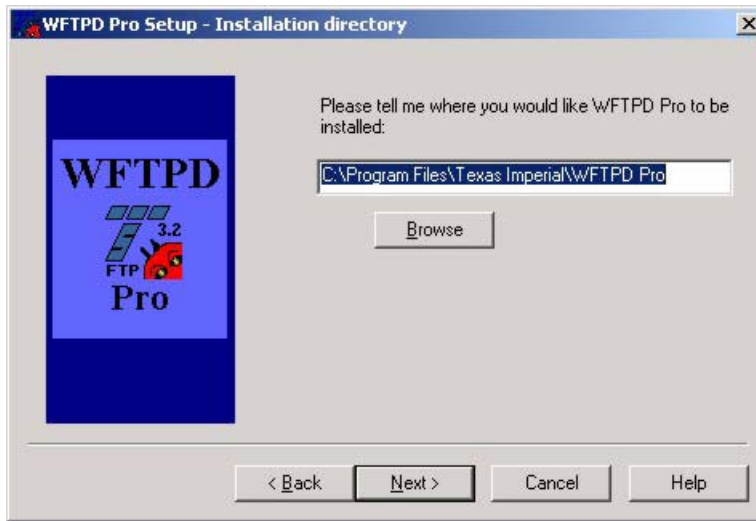 WFTPD Pro Setup - Installation directory
Please tell me where you would like WFTPD Pro to be
installed:
C:\Program Files\Texas Imperial\WFTPD Pro
Browse
WFTPD
3.2
FTP
Pro
< Back
Next >
Cancel
Help